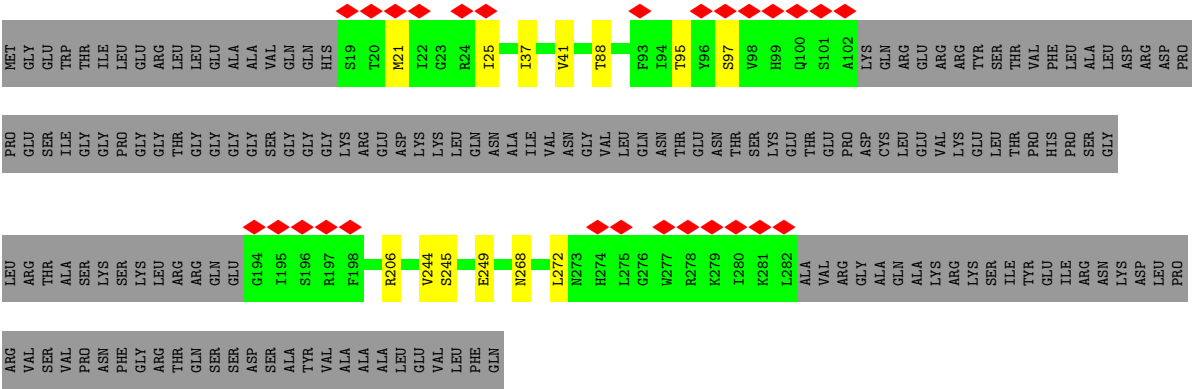 MET GLY GLU TRP THR ILE LEU GLU ARG LEU LEU GLU ALA ALA VAL GLN GLN HIS S19 T20 M21 I22 G23 R24 I25 I37 V41 T88 F93 I94 T95 Y96 S97 V98 H99 Q100 S101 A102 LYS GLN ARG GLU ARG ARG TYR SER SER THR VAL PHE LEU ALA LEU ASP ARG ASP PRO
PRO GLU SER ILE GLY GLY PRO GLY GLY THR GLY GLY GLY SER GLY GLY GLY LYS ARG GLU ASP LYS LYS LEU GLN ASN ALA ILE VAL ASN GLY VAL LEU GLN ASN THR GLU ASN THR SER LYS GLU THR GLU PRO ASP CYS LEU GLU VAL LYS GLU LEU THR PRO HIS PRO SER GLY
LEU ARG THR ALA SER LYS SER LYS LEU ARG ARG GLN GLU G194 I195 S196 R197 F198 R206 V244 S245 E249 N268 L272 N273 H274 L275 G276 W277 R278 K279 I280 K281 L282 ALA VAL ARG GLY ALA GLN ALA LYS ARG LYS SER ILE TYR GLU ILE ARG ASN LYS ASP LEU PRO
ARG VAL SER VAL PRO ASN PHE GLY ARG THR GLN SER SER ASP SER ALA TYR VAL ALA ALA ALA LEU GLU VAL LEU PHE GLN